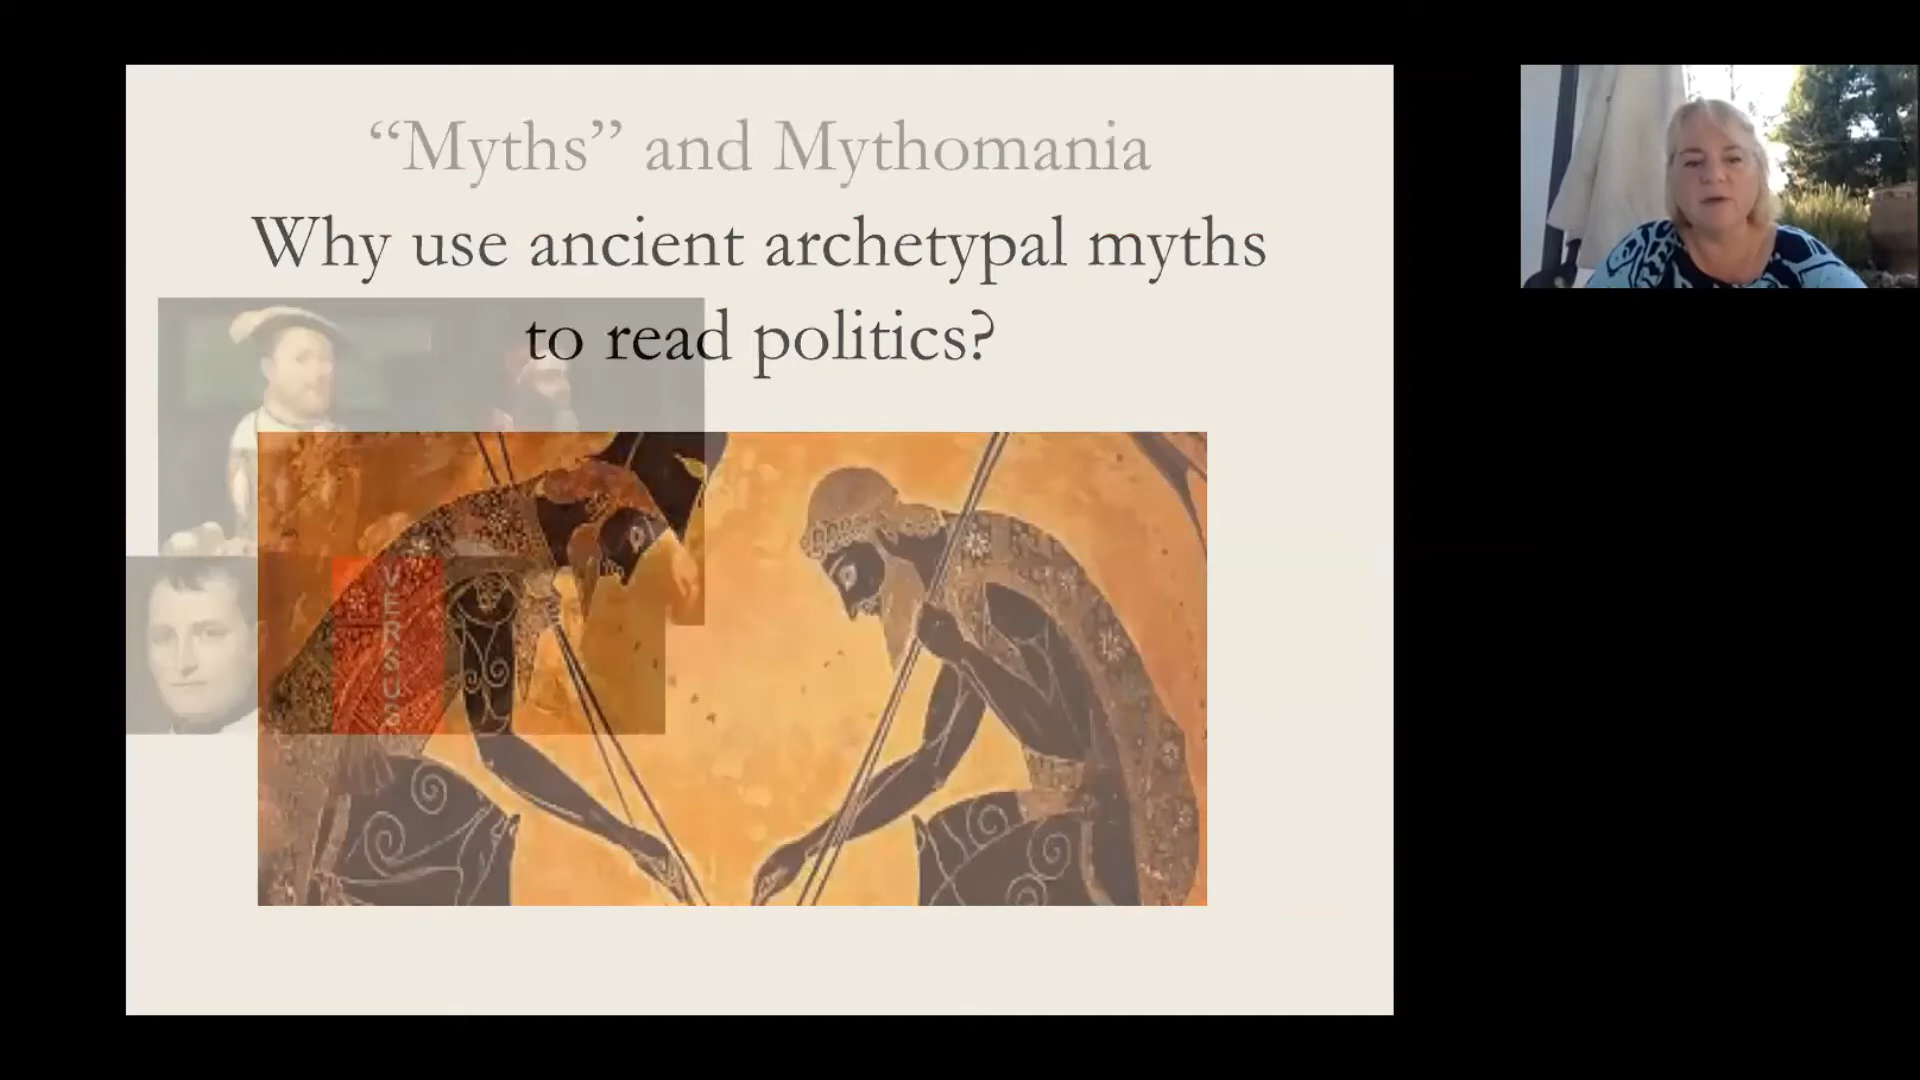 “Myths” and Mythomania
Why use ancient archetypal myths
to read politics?
VERSUS